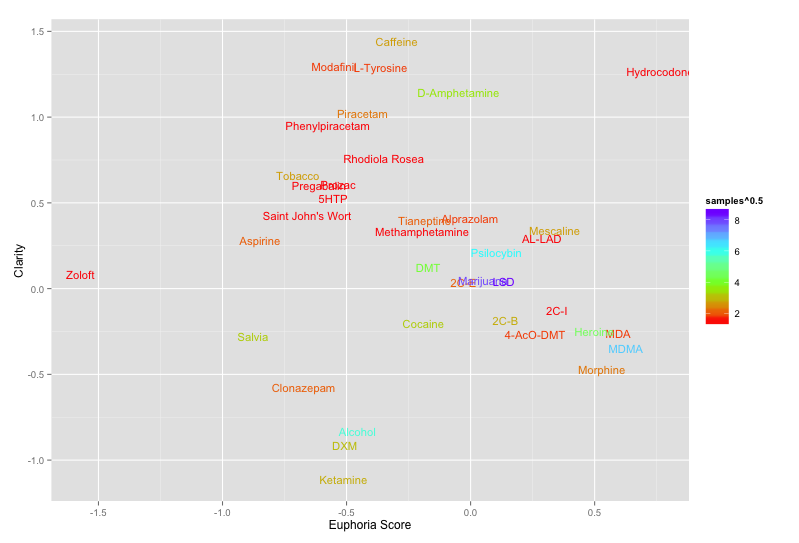 1.5
1.0
0.5
0.0
-0.5
-1.0
Clarity
Caffeine
Modafinil
L-Tyrosine
Hydrocodone
D-Amphetamine
Piracetam
Phenylpiracetam
Rhodiola Rosea
Tobacco
Pregabalin
Prozac
5HTP
Saint John's Wort
Tianeptine
Alprazolam
Methamphetamine
Mescaline
AL-LAD
Aspirine
Psilocybin
DMT
Zoloft
2C-E
Marijuana
LSD
2C-I
2C-B
Cocaine
4-AcO-DMT
Heroine
MDA
Salvia
MDMA
Morphine
Clonazepam
Alcohol
DXM
Ketamine
-1.5
-1.0
-0.5
0.0
0.5
Euphoria Score
samples^0.5
8
6
4
2